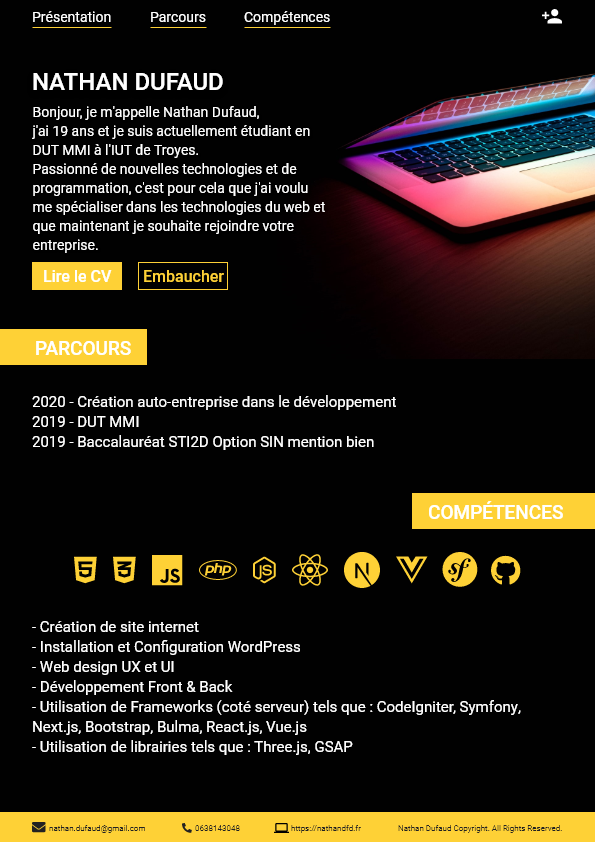 Présentation Parcours Compétences
NATHAN DUFAUD
Bonjour, je m'appelle Nathan Dufaud,
j'ai 19 ans et je suis actuellement étudiant en
DUT MMI à l'IUT de Troyes.
Passionné de nouvelles technologies et de
programmation, c'est pour cela que j'ai voulu
me spécialiser dans les technologies du web et
que maintenant je souhaite rejoindre votre
entreprise.
Lire le CV Embaucher
PARCOURS
2020 - Création auto-entreprise dans le développement
2019 - DUT MMI
2019 - Baccalauréat STI2D Option SIN mention bien
COMPÉTENCES
5 3 JS php JS N sf
- Création de site internet
- Installation et Configuration WordPress
- Web design UX et UI
- Développement Front & Back
- Utilisation de Frameworks (coté serveur) tels que : CodeIgniter, Symfony,
Next.js, Bootstrap, Bulma, React.js, Vue.js
- Utilisation de librairies tels que : Three.js, GSAP
nathan.dufaud@gmail.com 0638143048 https://nathandfd.fr Nathan Dufaud Copyright. All Rights Reserved.